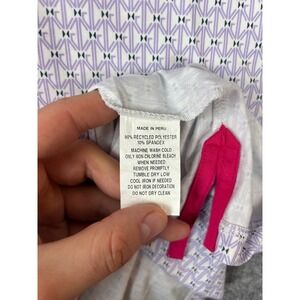 MADE IN PERU
90% RECYCLED POLYESTER
10% SPANDEX
MACHINE WASH COLD
ONLY NON-CHLORINE BLEACH
WHEN NEEDED
REMOVE PROMPTLY
TUMBLE DRY LOW
COOL IRON IF NEEDED
DO NOT IRON DECORATION
DO NOT DRY CLEAN